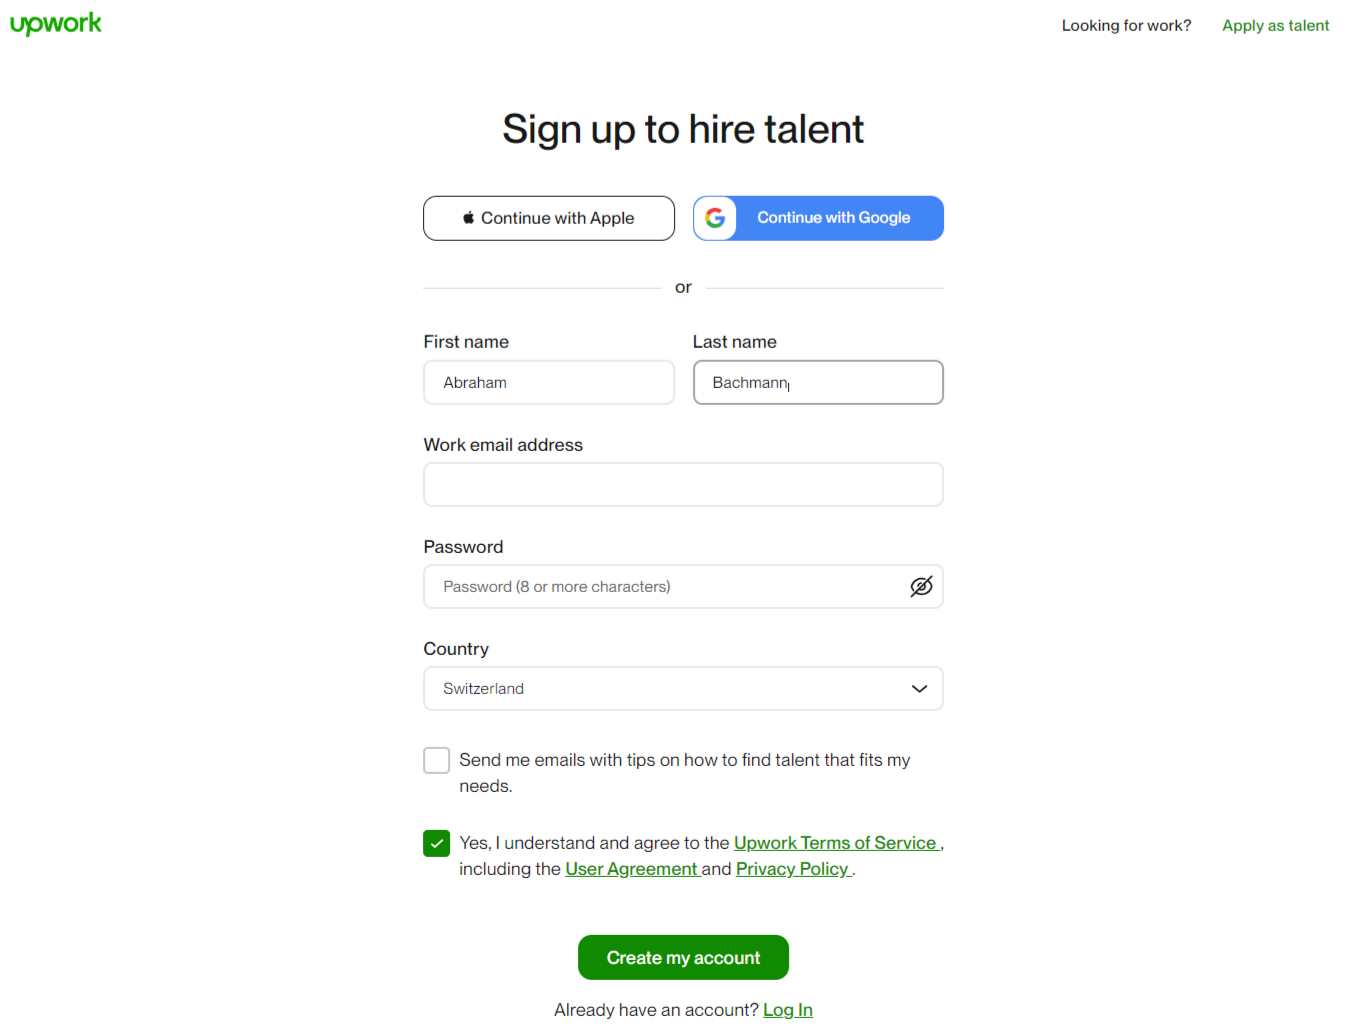 upwork
Looking for work? Apply as talent
Sign up to hire talent
Continue with Apple
Continue with Google
or
First name
Last name
Abraham
Bachmann
Work email address
Password
Password (8 or more characters)
Country
Switzerland
Send me emails with tips on how to find talent that fits my
needs.
Yes, I understand and agree to the Upwork Terms of Service ,
including the User Agreement and Privacy Policy .
Create my account
Already have an account? Log In